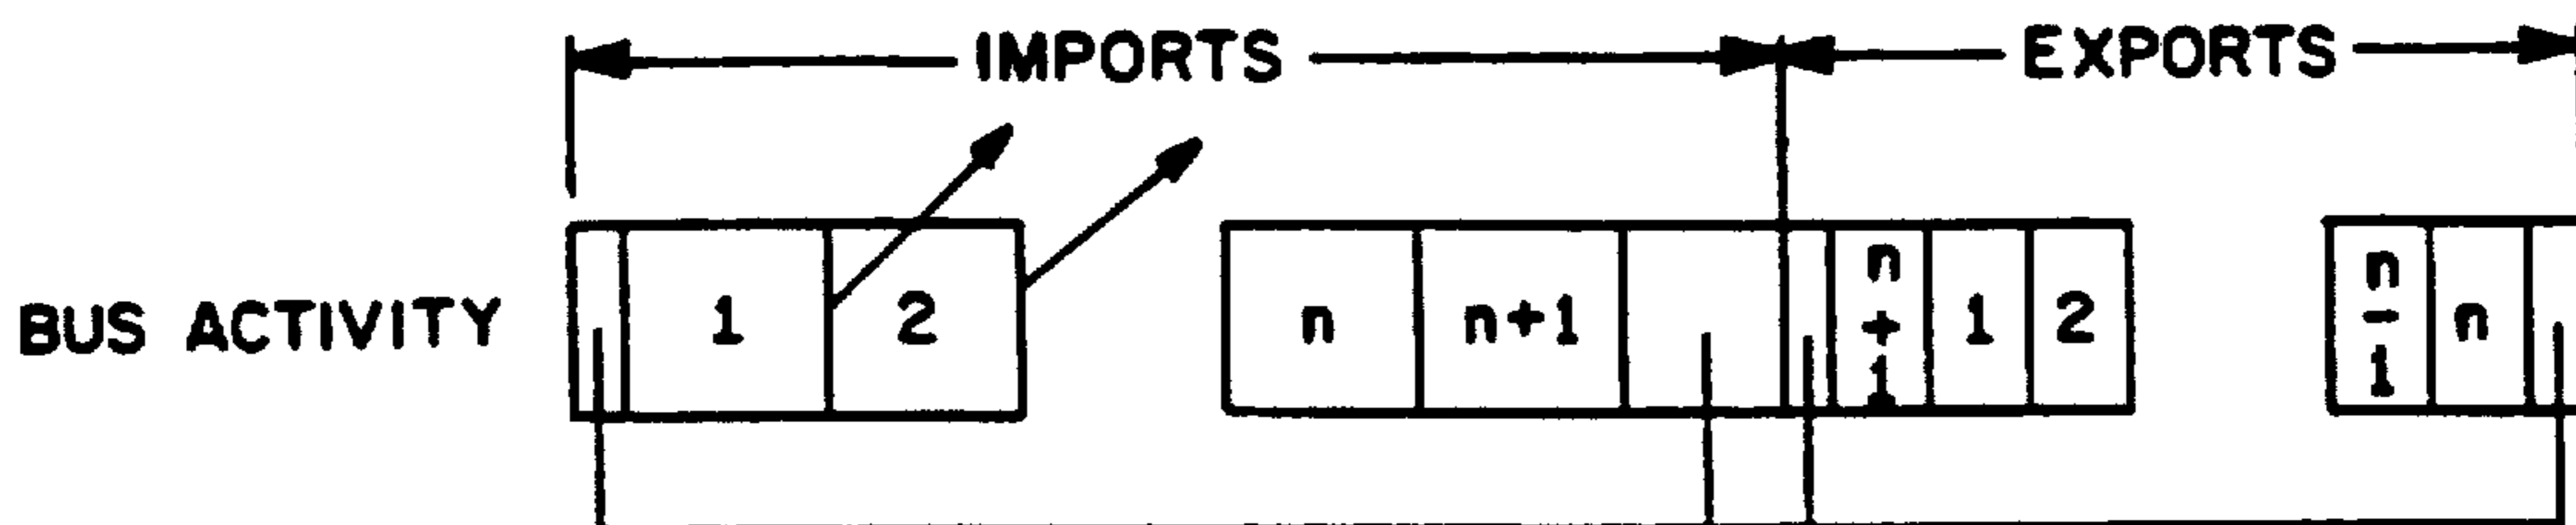 IMPORTS EXPORTS
BUS ACTIVITY 1 2 n n+1 n+1 1 2 n-1 n